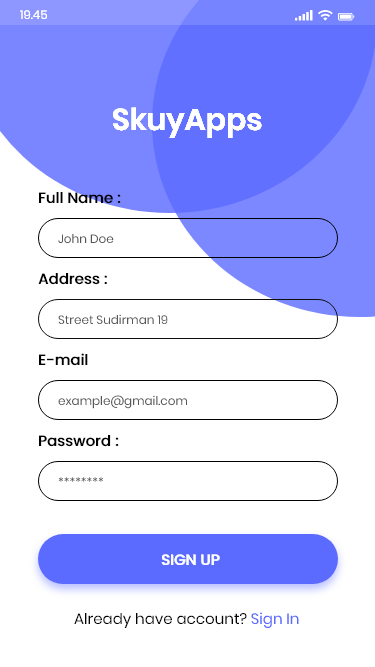 19.45
SkuyApps
Full Name :
John Doe
Address :
Street Sudirman 19
E-mail
example@gmail.com
Password :
********
SIGN UP
Already have account? Sign In